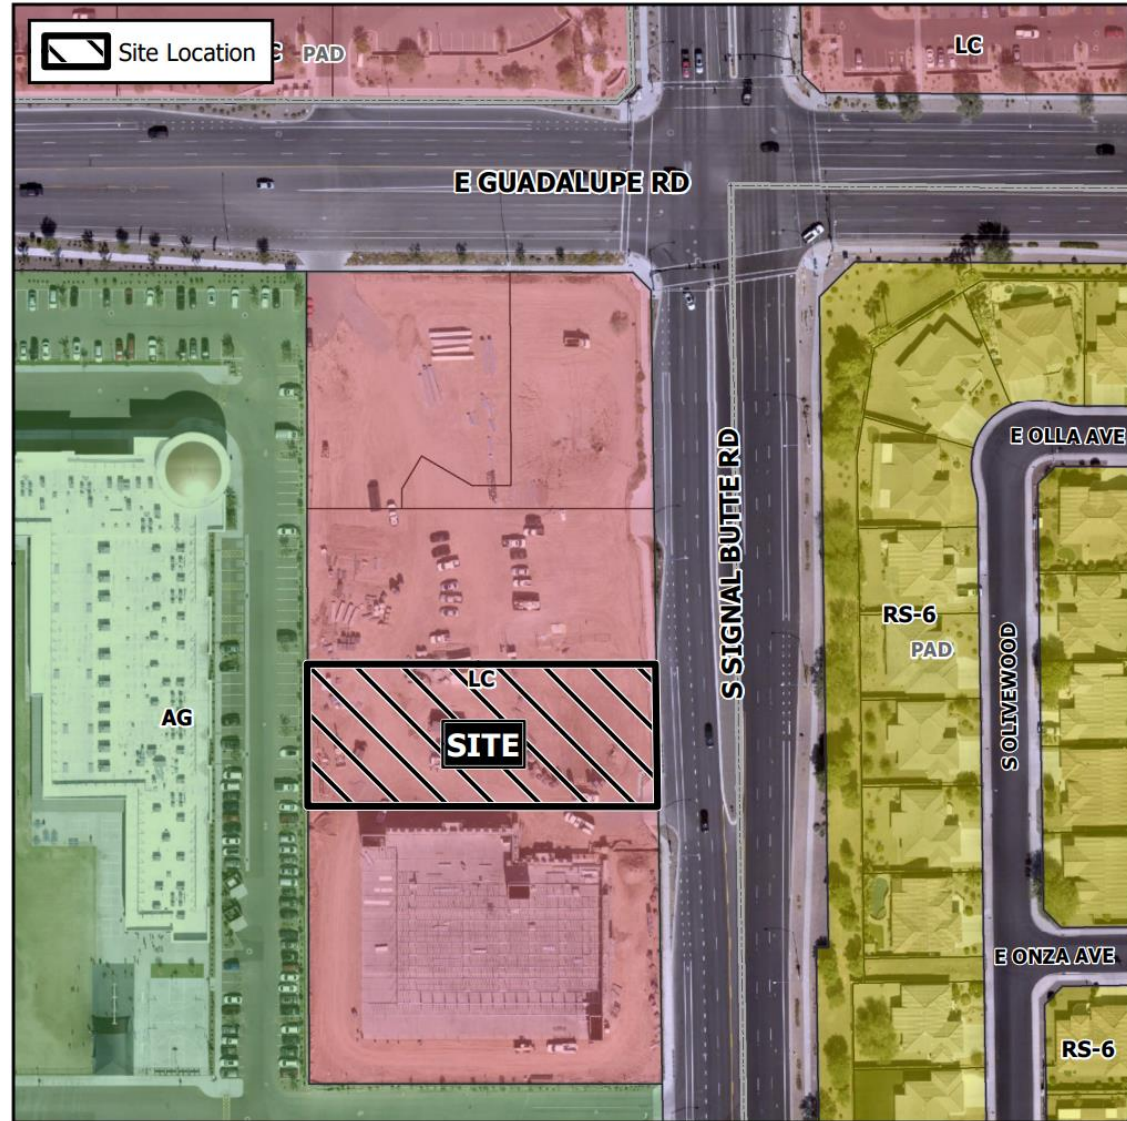 Site Location
PAD
LC
E GUADALUPE RD
E OLLA AVE
S SIGNAL BUTTE RD
RS-6
PAD
S OLIVEWOOD
LC
AG
SITE
E ONZA AVE
RS-6